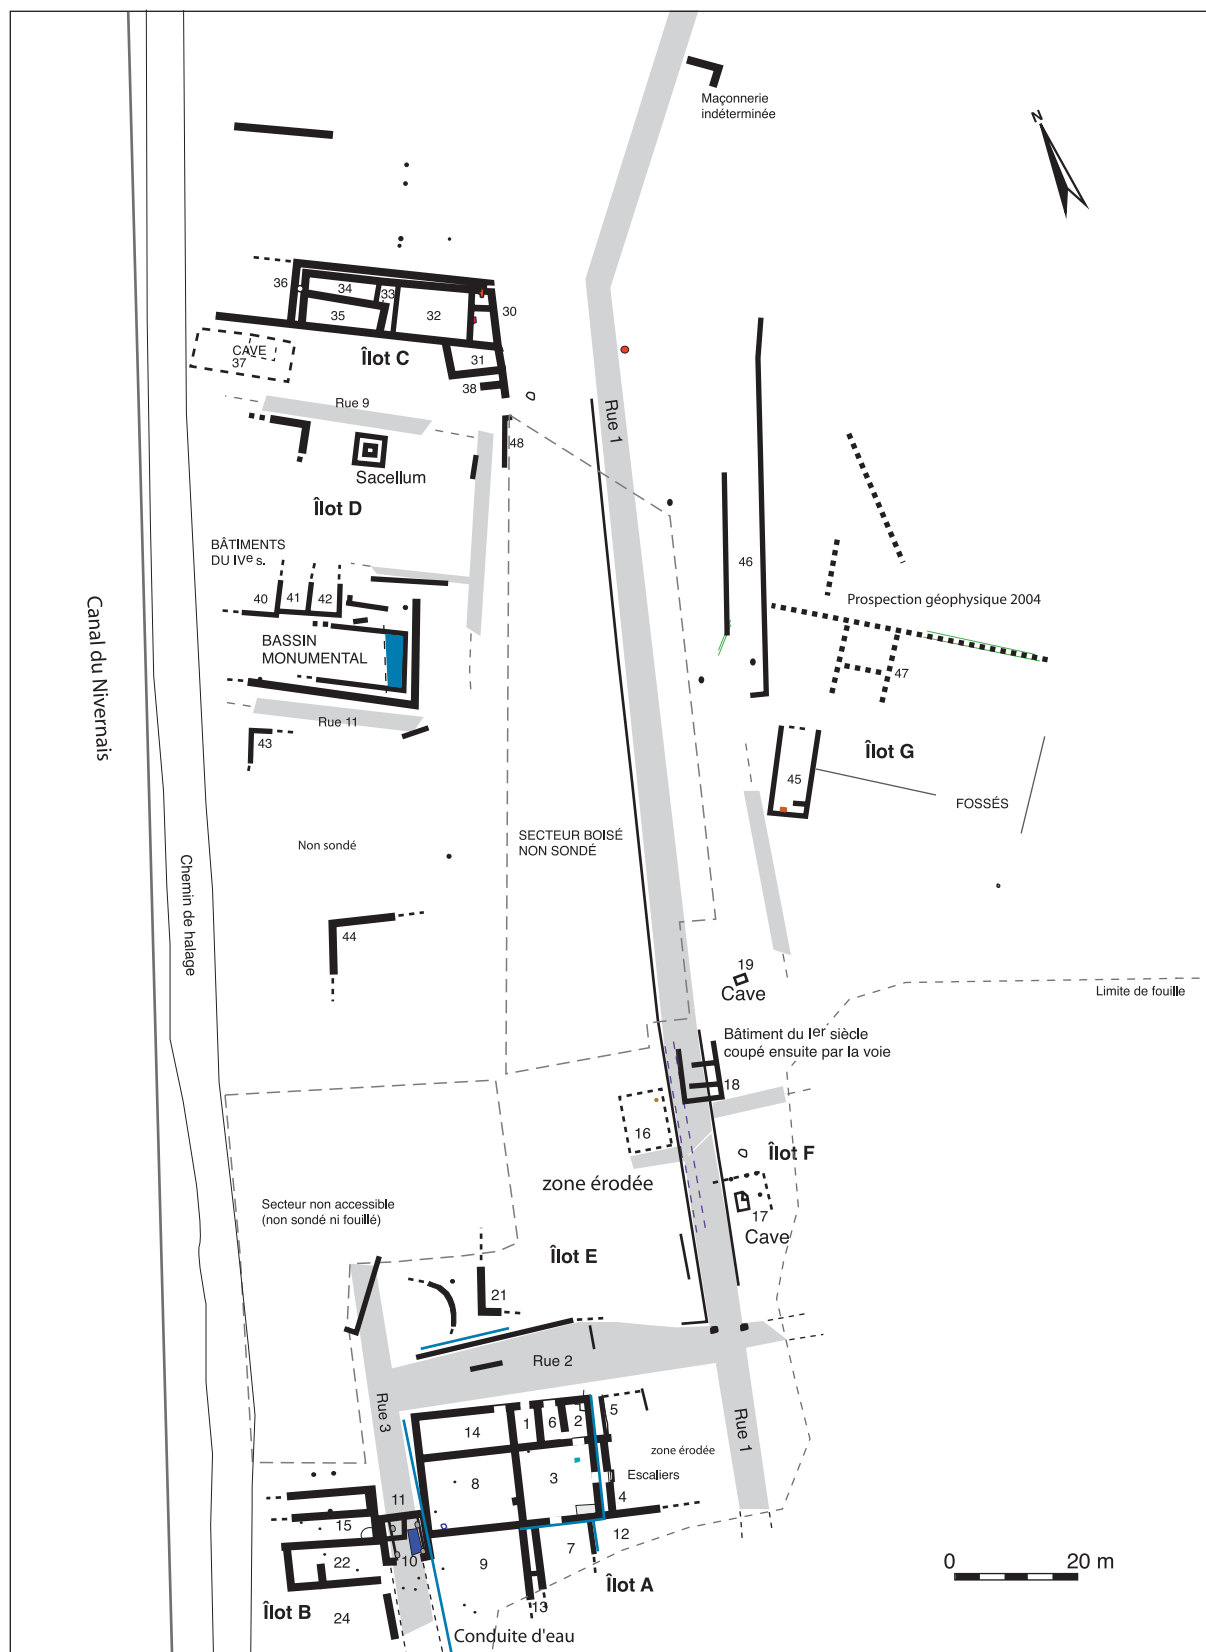 Maçonnerie
indéterminée
N
36
34
33
35
32
30
CAVE
37
Îlot C
31
38
Rue 9
48
Rue 1
Sacellum
Îlot D
46
BÂTIMENTS
DU IVe s.
40
41
42
Prospection géophysique 2004
BASSIN
MONUMENTAL
47
Canal du Nivernais
Rue 11
43
Îlot G
45
FOSSÉS
SECTEUR BOISÉ
NON SONDÉ
Non sondé
Chemin de halage
44
19
Cave
Limite de fouille
Bâtiment du Ier siècle
coupé ensuite par la voie
18
16
Îlot F
zone érodée
Secteur non accessible
(non sondé ni fouillé)
17
Cave
Îlot E
21
Rue 2
Rue 3
Rue 1
14
1
6
2
5
zone érodée
8
3
Escaliers
4
11
15
12
22
10
9
7
Îlot A
13
Îlot B
24
Conduite d'eau
0
20 m